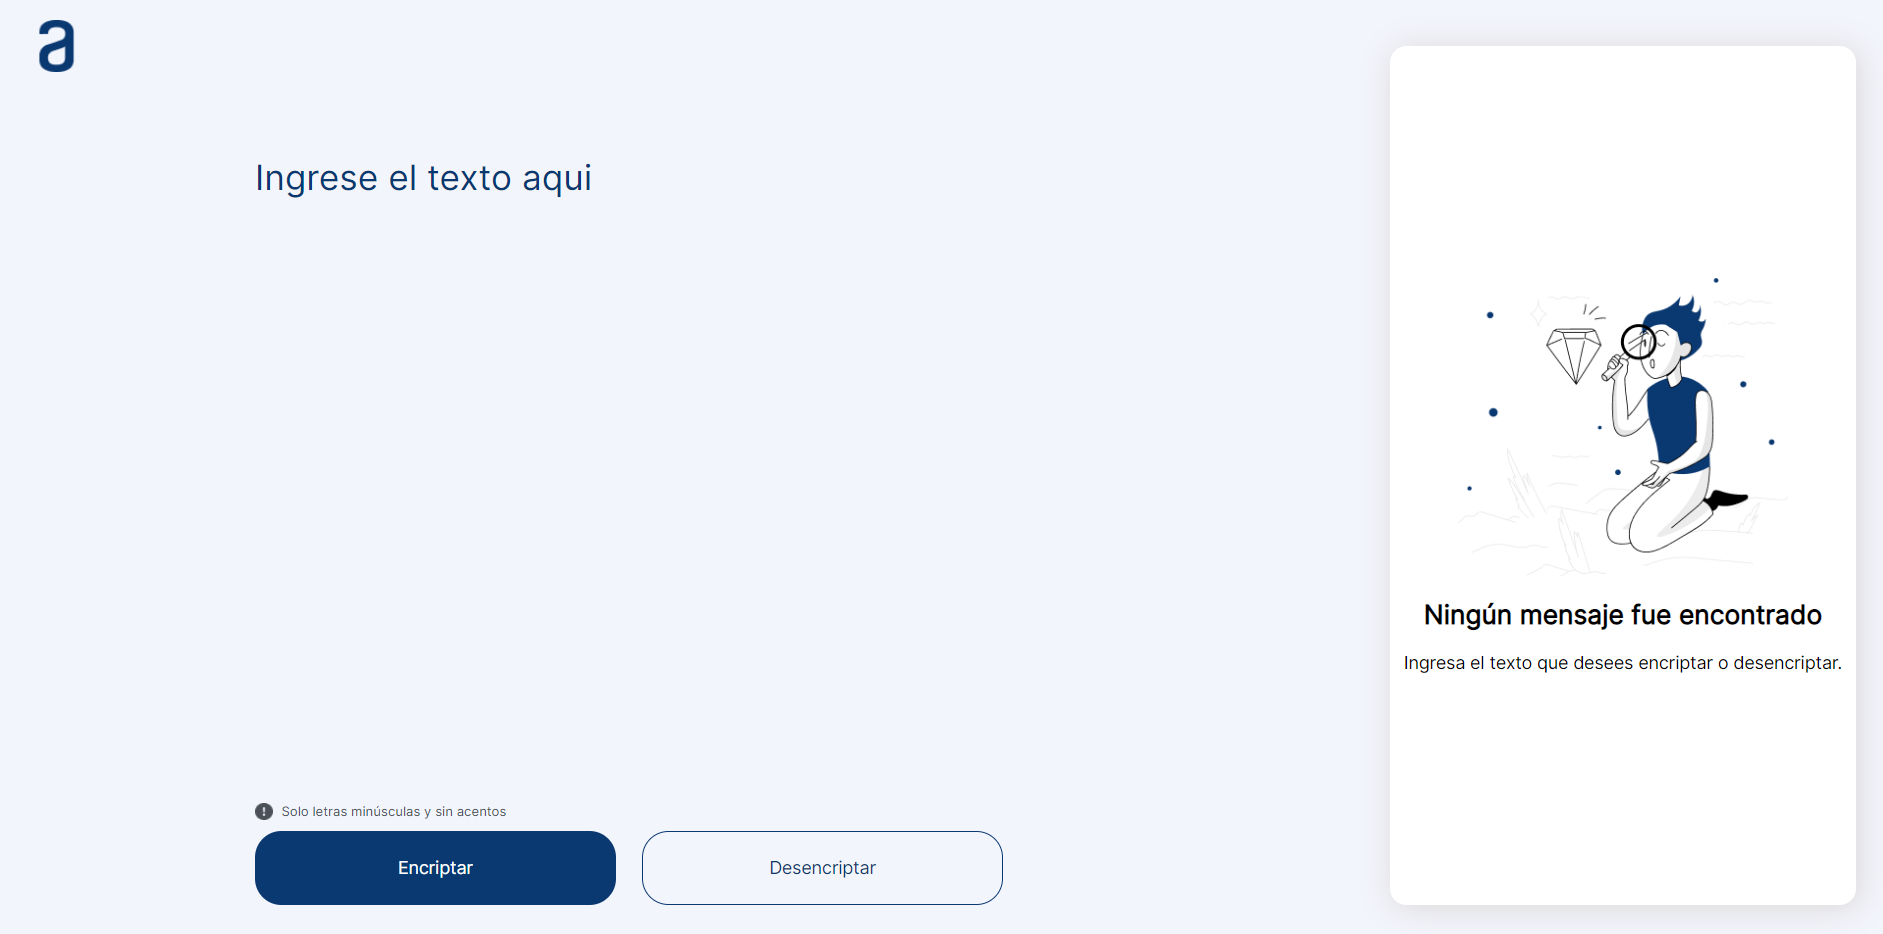 a
Ingrese el texto aqui
Solo letras minúsculas y sin acentos
Encriptar
Desencriptar
Ningún mensaje fue encontrado
Ingresa el texto que desees encriptar o desencriptar.